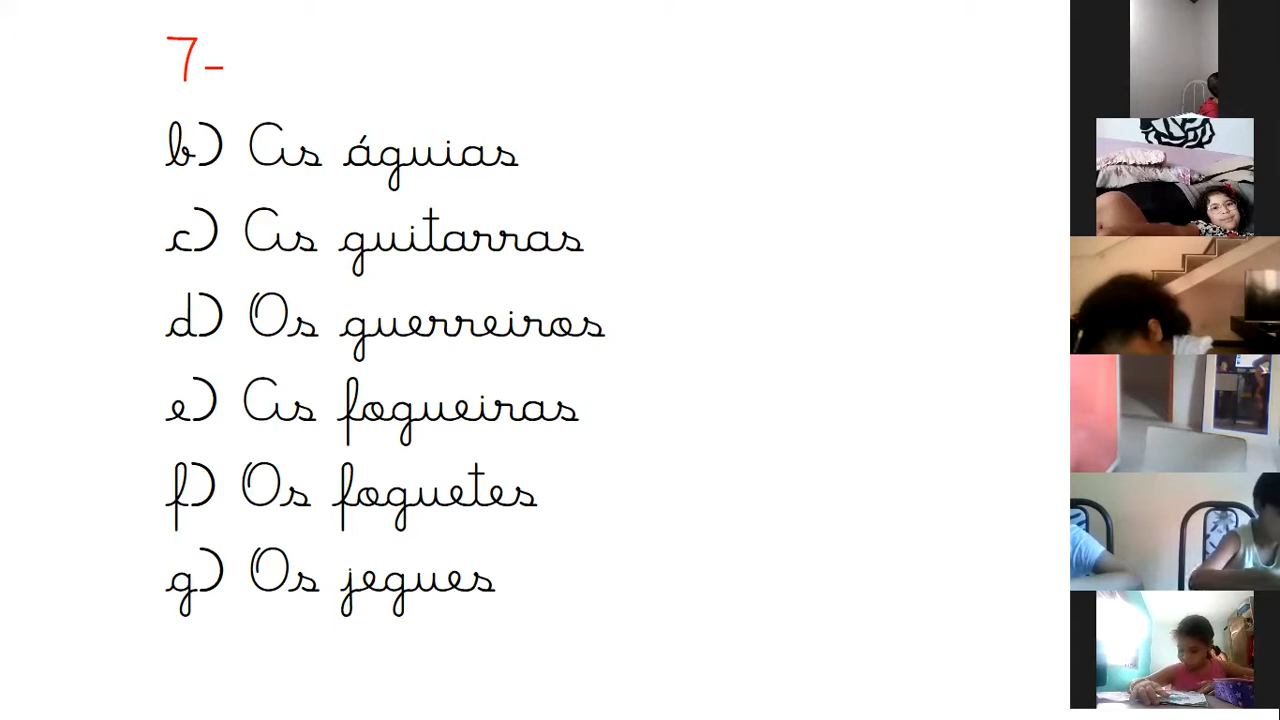 7-
b) As águias
c) As guitarras
d) Os guerreiros
e) As fogueiras
f) Os foguetes
g) Os jegues